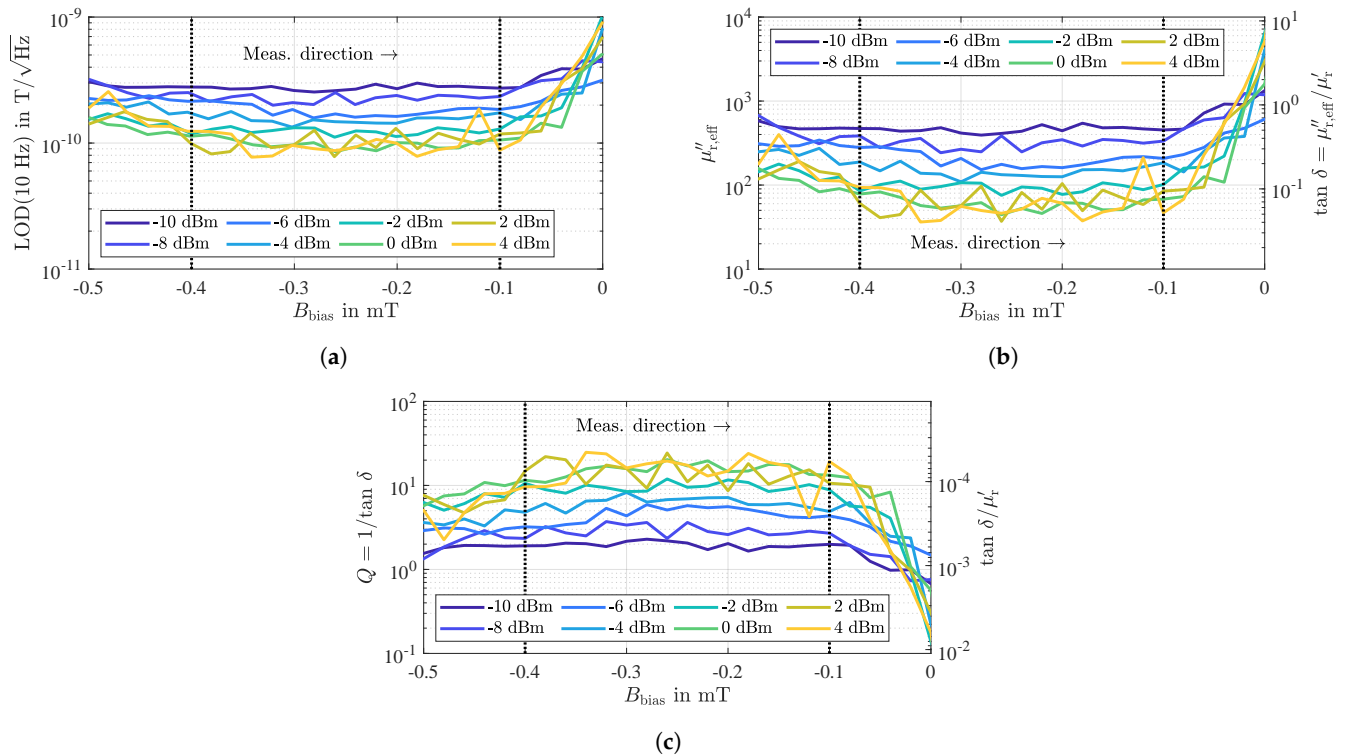 10^-9
10^-10
10^-11
LOD(10 Hz) in T/√Hz
Meas. direction →
-10 dBm -6 dBm -2 dBm 2 dBm
-8 dBm -4 dBm 0 dBm 4 dBm
-0.5 -0.4 -0.3 -0.2 -0.1 0
B_bias in mT
(a)
10^4
10^3
10^2
10^1
μ''_r,eff
-10 dBm -6 dBm -2 dBm 2 dBm
-8 dBm -4 dBm 0 dBm 4 dBm
Meas. direction →
10^1
10^0
10^-1
tan δ = μ''_r,eff/μ'_r
-0.5 -0.4 -0.3 -0.2 -0.1 0
B_bias in mT
(b)
10^2
10^1
10^0
10^-1
Q = 1/tan δ
Meas. direction →
-10 dBm -6 dBm -2 dBm 2 dBm
-8 dBm -4 dBm 0 dBm 4 dBm
10^-4
10^-3
10^-2
tan δ/μ'_r
-0.5 -0.4 -0.3 -0.2 -0.1 0
B_bias in mT
(c)